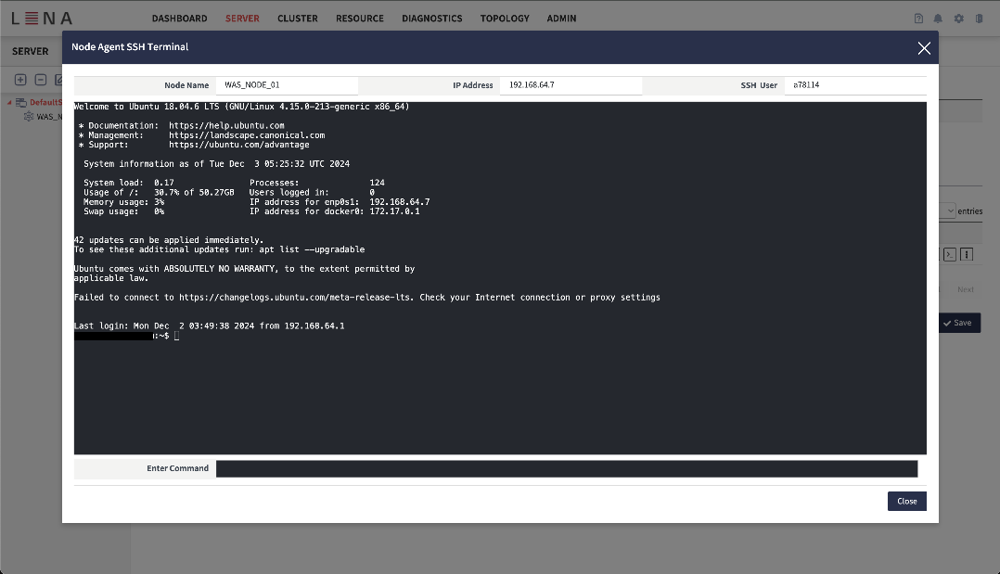 LENA DASHBOARD SERVER CLUSTER RESOURCE DIAGNOSTICS TOPOLOGY ADMIN
SERVER
DefaultS
WAS_N
entries
Next
Save
Node Agent SSH Terminal
Node Name WAS_NODE_01 IP Address 192.168.64.7 SSH User a78114
Welcome to Ubuntu 18.04.6 LTS (GNU/Linux 4.15.0-213-generic x86_64)
* Documentation: https://help.ubuntu.com
* Management: https://landscape.canonical.com
* Support: https://ubuntu.com/advantage
System information as of Tue Dec  3 05:25:32 UTC 2024
System load: 0.17 Processes: 124
Usage of /: 30.7% of 50.27GB Users logged in: 0
Memory usage: 3% IP address for enp0s1: 192.168.64.7
Swap usage: 0% IP address for docker0: 172.17.0.1
42 updates can be applied immediately.
To see these additional updates run: apt list --upgradable
Ubuntu comes with ABSOLUTELY NO WARRANTY, to the extent permitted by
applicable law.
Failed to connect to https://changelogs.ubuntu.com/meta-release-lts. Check your Internet connection or proxy settings
Last login: Mon Dec  2 03:49:38 2024 from 192.168.64.1
:~$
Enter Command
Close